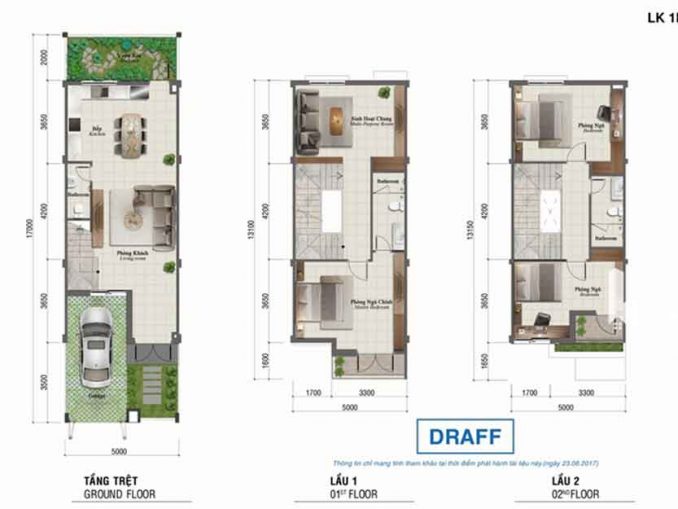 LK 1
2000
Sân Sau
3650
Bếp
Kitchen
4200
17000
Bathroom
Phòng Khách
Living room
3650
3500
Garage
5000
TẦNG TRỆT
GROUND FLOOR
3650
Sinh Hoạt Chung
Multi-Purpose Room
4200
13100
Bathroom
3650
Phòng Ngủ Chính
Master Bedroom
1600
1700
3300
5000
LẦU 1
01ST FLOOR
3650
Phòng Ngủ
Bedroom
4200
13150
Bathroom
3650
Phòng Ngủ
Bedroom
1650
1700
3300
5000
LẦU 2
02ND FLOOR
DRAFF
Thông tin chỉ mang tính tham khảo tại thời điểm phát hành tài liệu này.(ngày 23.08.2017)